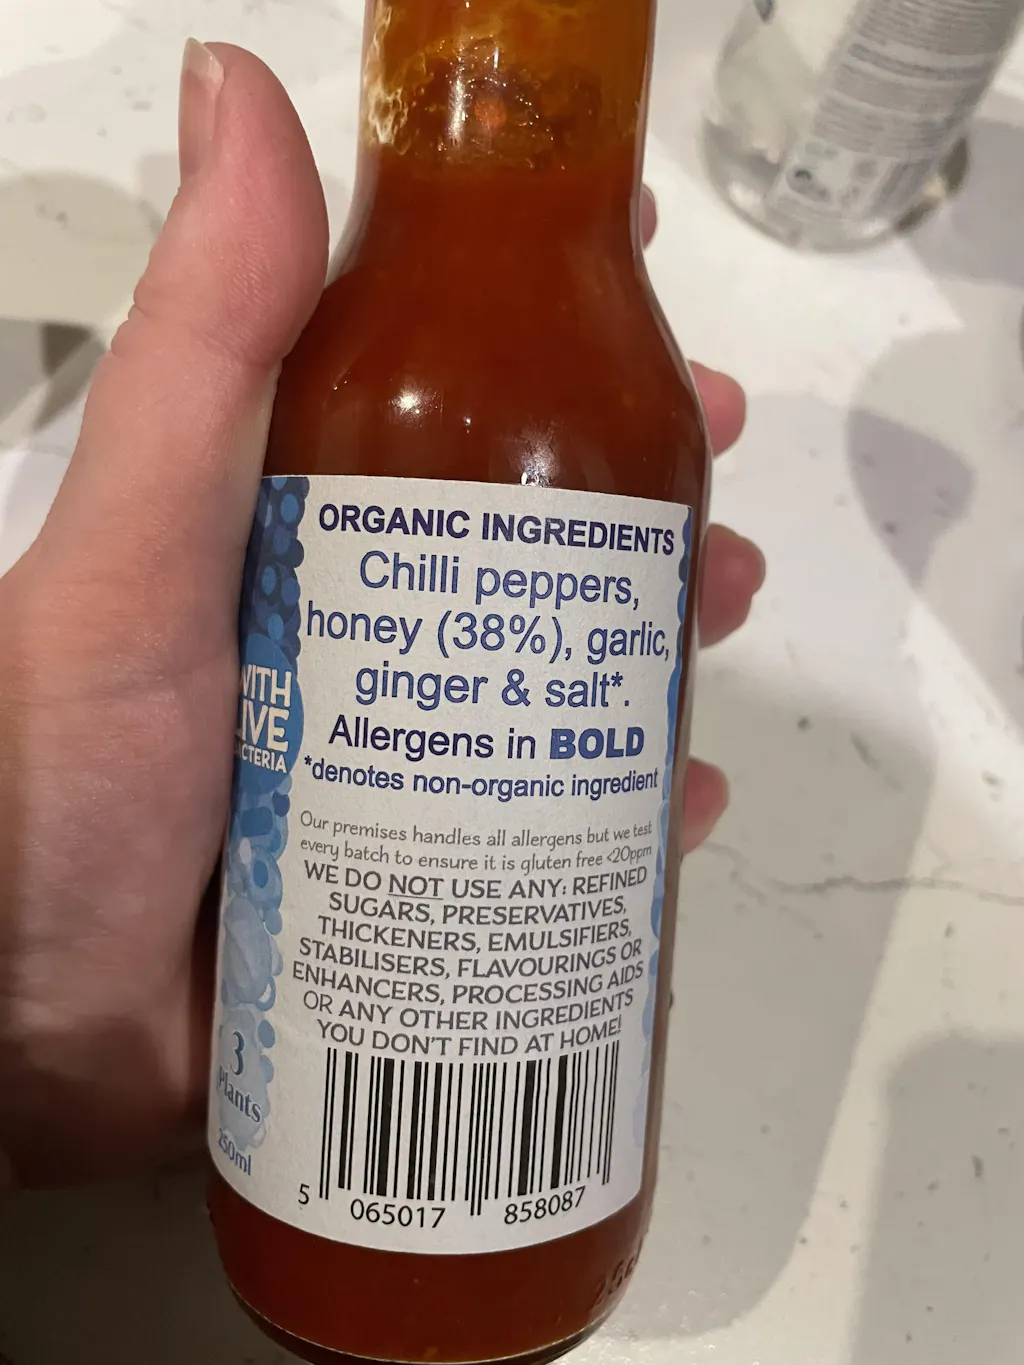 ORGANIC INGREDIENTS
Chilli peppers,
honey (38%), garlic,
ginger & salt*.
Allergens in BOLD
*denotes non-organic ingredient
Our premises handles all allergens but we test
every batch to ensure it is gluten free <20ppm
WE DO NOT USE ANY: REFINED
SUGARS, PRESERVATIVES,
THICKENERS, EMULSIFIERS,
STABILISERS, FLAVOURINGS OR
ENHANCERS, PROCESSING AIDS
OR ANY OTHER INGREDIENTS
YOU DON'T FIND AT HOME!
5 065017 858087
WITH
LIVE
BACTERIA
3
Plants
250ml